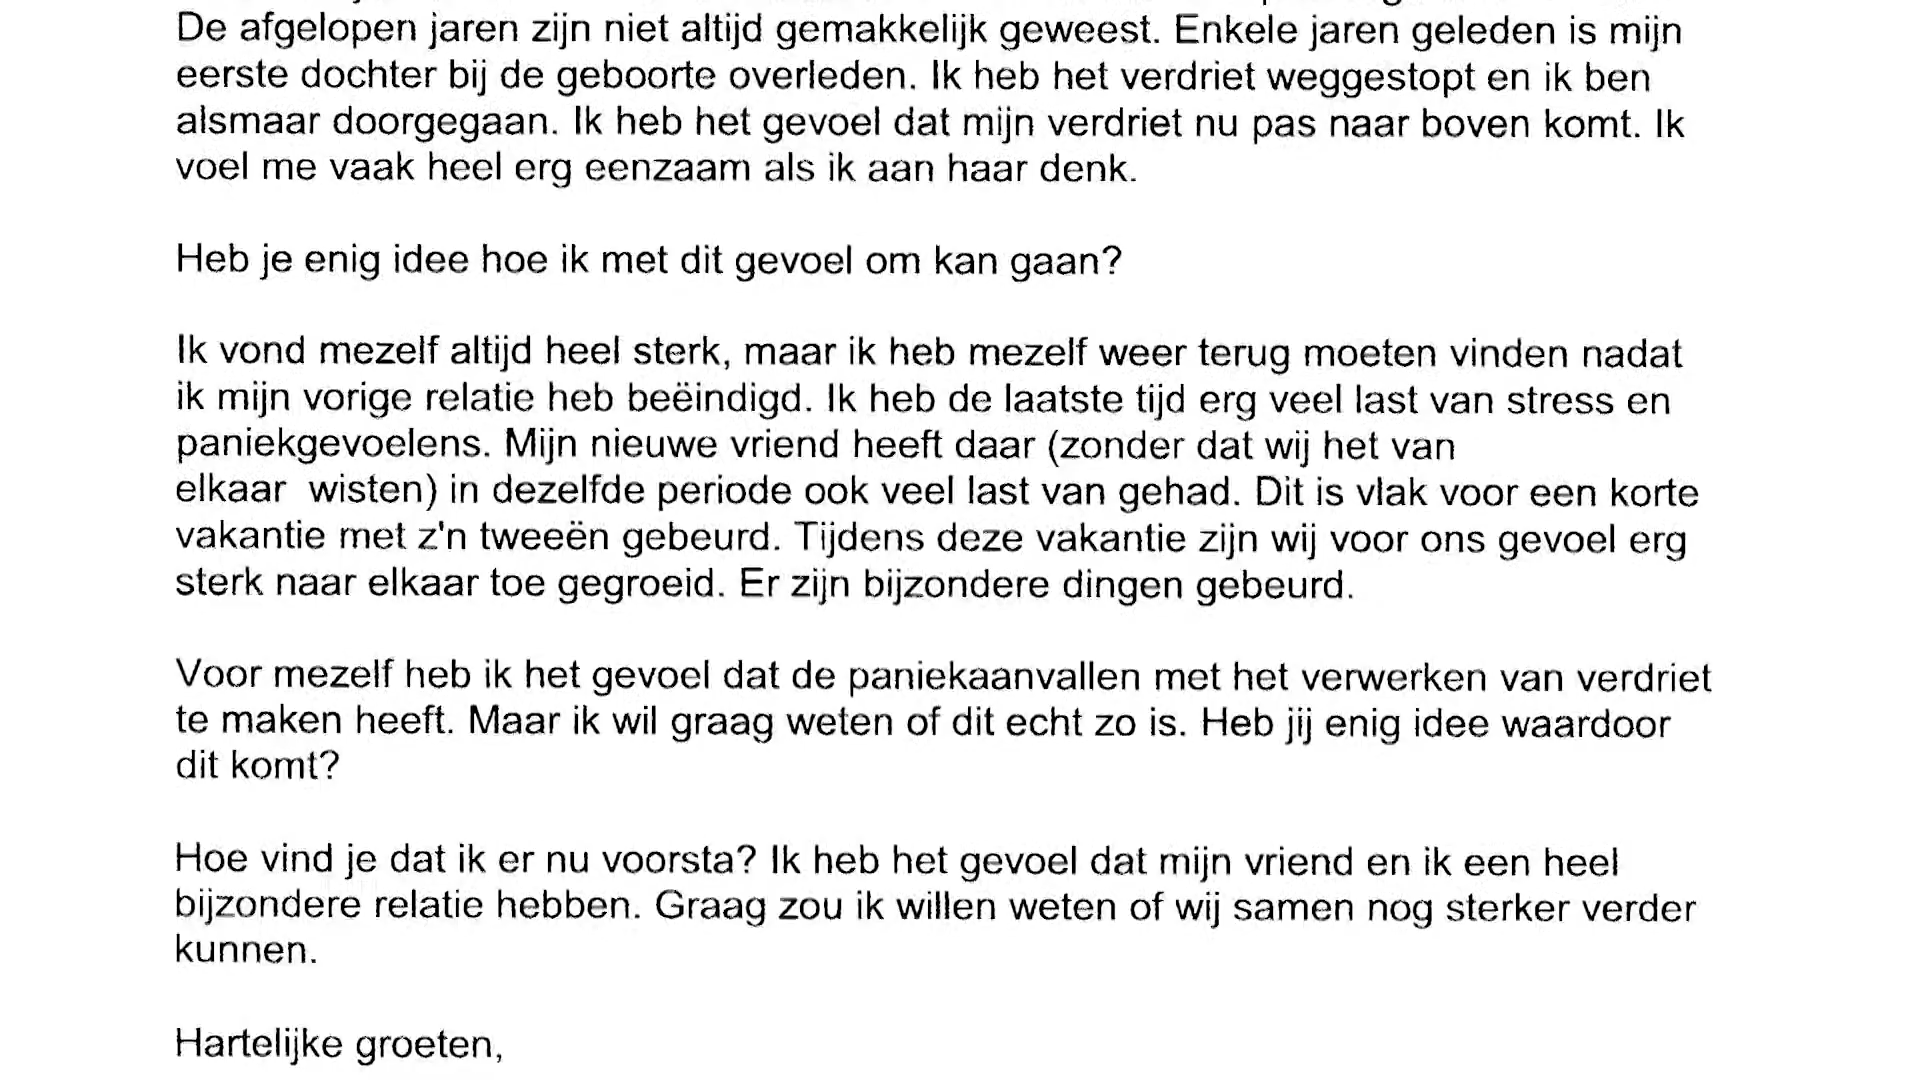 De afgelopen jaren zijn niet altijd gemakkelijk geweest. Enkele jaren geleden is mijn
eerste dochter bij de geboorte overleden. Ik heb het verdriet weggestopt en ik ben
alsmaar doorgegaan. Ik heb het gevoel dat mijn verdriet nu pas naar boven komt. Ik
voel me vaak heel erg eenzaam als ik aan haar denk.
Heb je enig idee hoe ik met dit gevoel om kan gaan?
Ik vond mezelf altijd heel sterk, maar ik heb mezelf weer terug moeten vinden nadat
ik mijn vorige relatie heb beëindigd. Ik heb de laatste tijd erg veel last van stress en
paniekgevoelens. Mijn nieuwe vriend heeft daar (zonder dat wij het van
elkaar  wisten) in dezelfde periode ook veel last van gehad. Dit is vlak voor een korte
vakantie met z'n tweeën gebeurd. Tijdens deze vakantie zijn wij voor ons gevoel erg
sterk naar elkaar toe gegroeid. Er zijn bijzondere dingen gebeurd.
Voor mezelf heb ik het gevoel dat de paniekaanvallen met het verwerken van verdriet
te maken heeft. Maar ik wil graag weten of dit echt zo is. Heb jij enig idee waardoor
dit komt?
Hoe vind je dat ik er nu voorsta? Ik heb het gevoel dat mijn vriend en ik een heel
bijzondere relatie hebben. Graag zou ik willen weten of wij samen nog sterker verder
kunnen.
Hartelijke groeten,